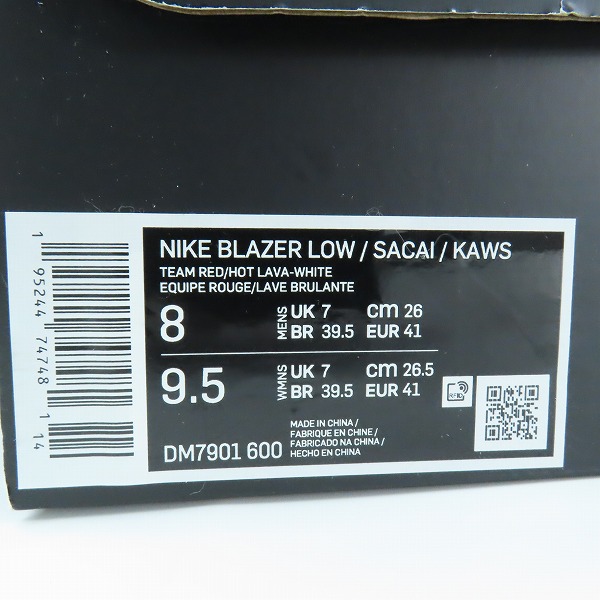 NIKE BLAZER LOW / SACAI / KAWS
TEAM RED/HOT LAVA-WHITE
EQUIPE ROUGE/LAVE BRULANTE
8 MENS UK 7 cm 26
BR 39.5 EUR 41
9.5 WMNS UK 7 cm 26.5
BR 39.5 EUR 41
RFID
DM7901 600
MADE IN CHINA /
FABRIQUE EN CHINE /
FABRICADO NA CHINA /
HECHO EN CHINA
1 95244 74748 1 14